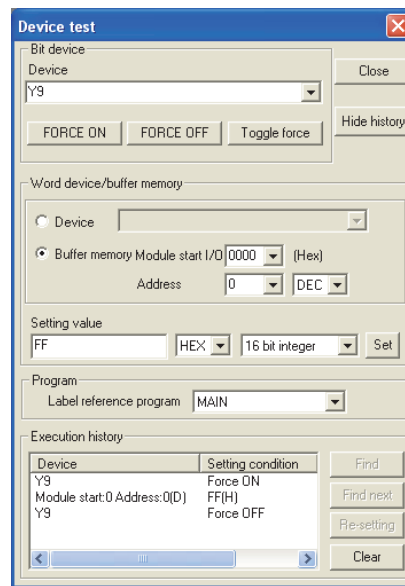 Device test
Bit device
Device
Close
Y9
Hide history
FORCE ON FORCE OFF Toggle force
Word device/buffer memory
Device
Buffer memory Module start I/O 0000 (Hex)
Address 0 DEC
Setting value
FF HEX 16 bit integer Set
Program
Label reference program MAIN
Execution history
Device Setting condition Find
Y9 Force ON
Module start:0 Address:0(D) FF(H) Find next
Y9 Force OFF
Re-setting
Clear